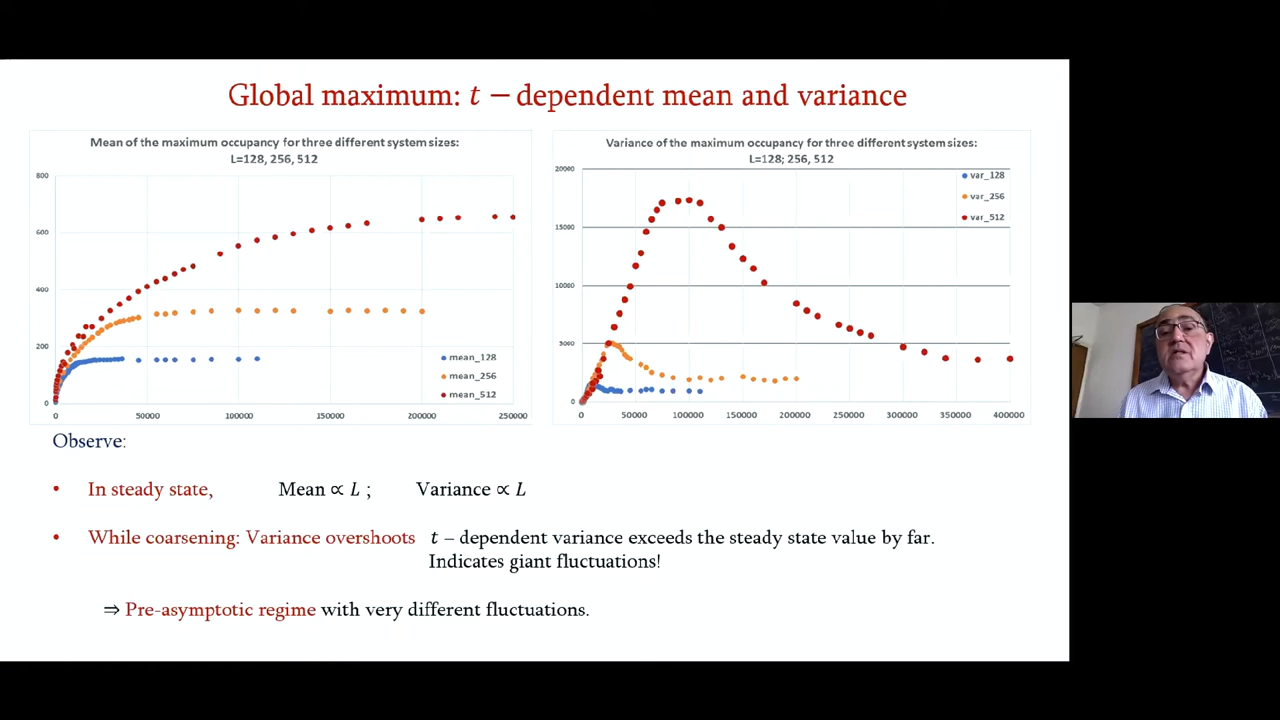 Global maximum: t – dependent mean and variance
Mean of the maximum occupancy for three different system sizes:
L=128, 256, 512
800
600
400
200
0
0 50000 100000 150000 200000 250000
mean_128
mean_256
mean_512
Variance of the maximum occupancy for three different system sizes:
L=128; 256, 512
20000
15000
10000
5000
0
0 50000 100000 150000 200000 250000 300000 350000 400000
var_128
var_256
var_512
Observe:
• In steady state, Mean ∝ L ; Variance ∝ L
• While coarsening: Variance overshoots t – dependent variance exceeds the steady state value by far.
Indicates giant fluctuations!
⇒ Pre-asymptotic regime with very different fluctuations.